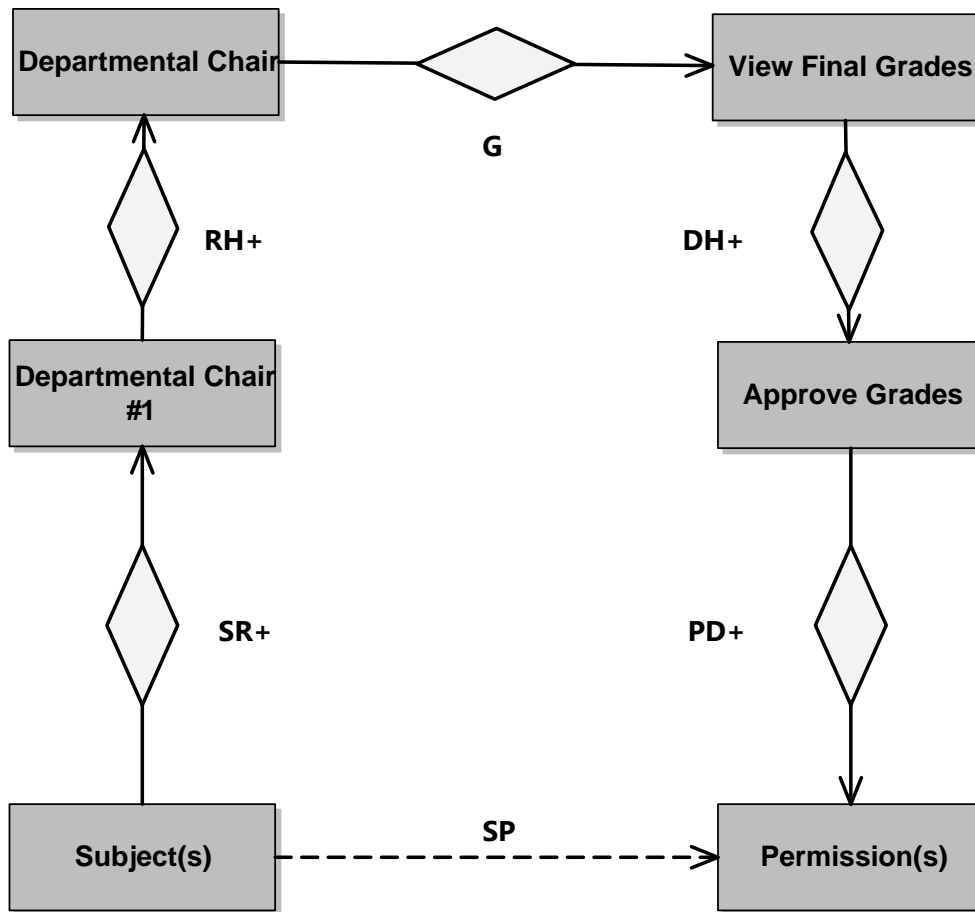 Departmental Chair
View Final Grades
G
RH+
DH+
Departmental Chair
#1
Approve Grades
SR+
PD+
SP
Subject(s)
Permission(s)